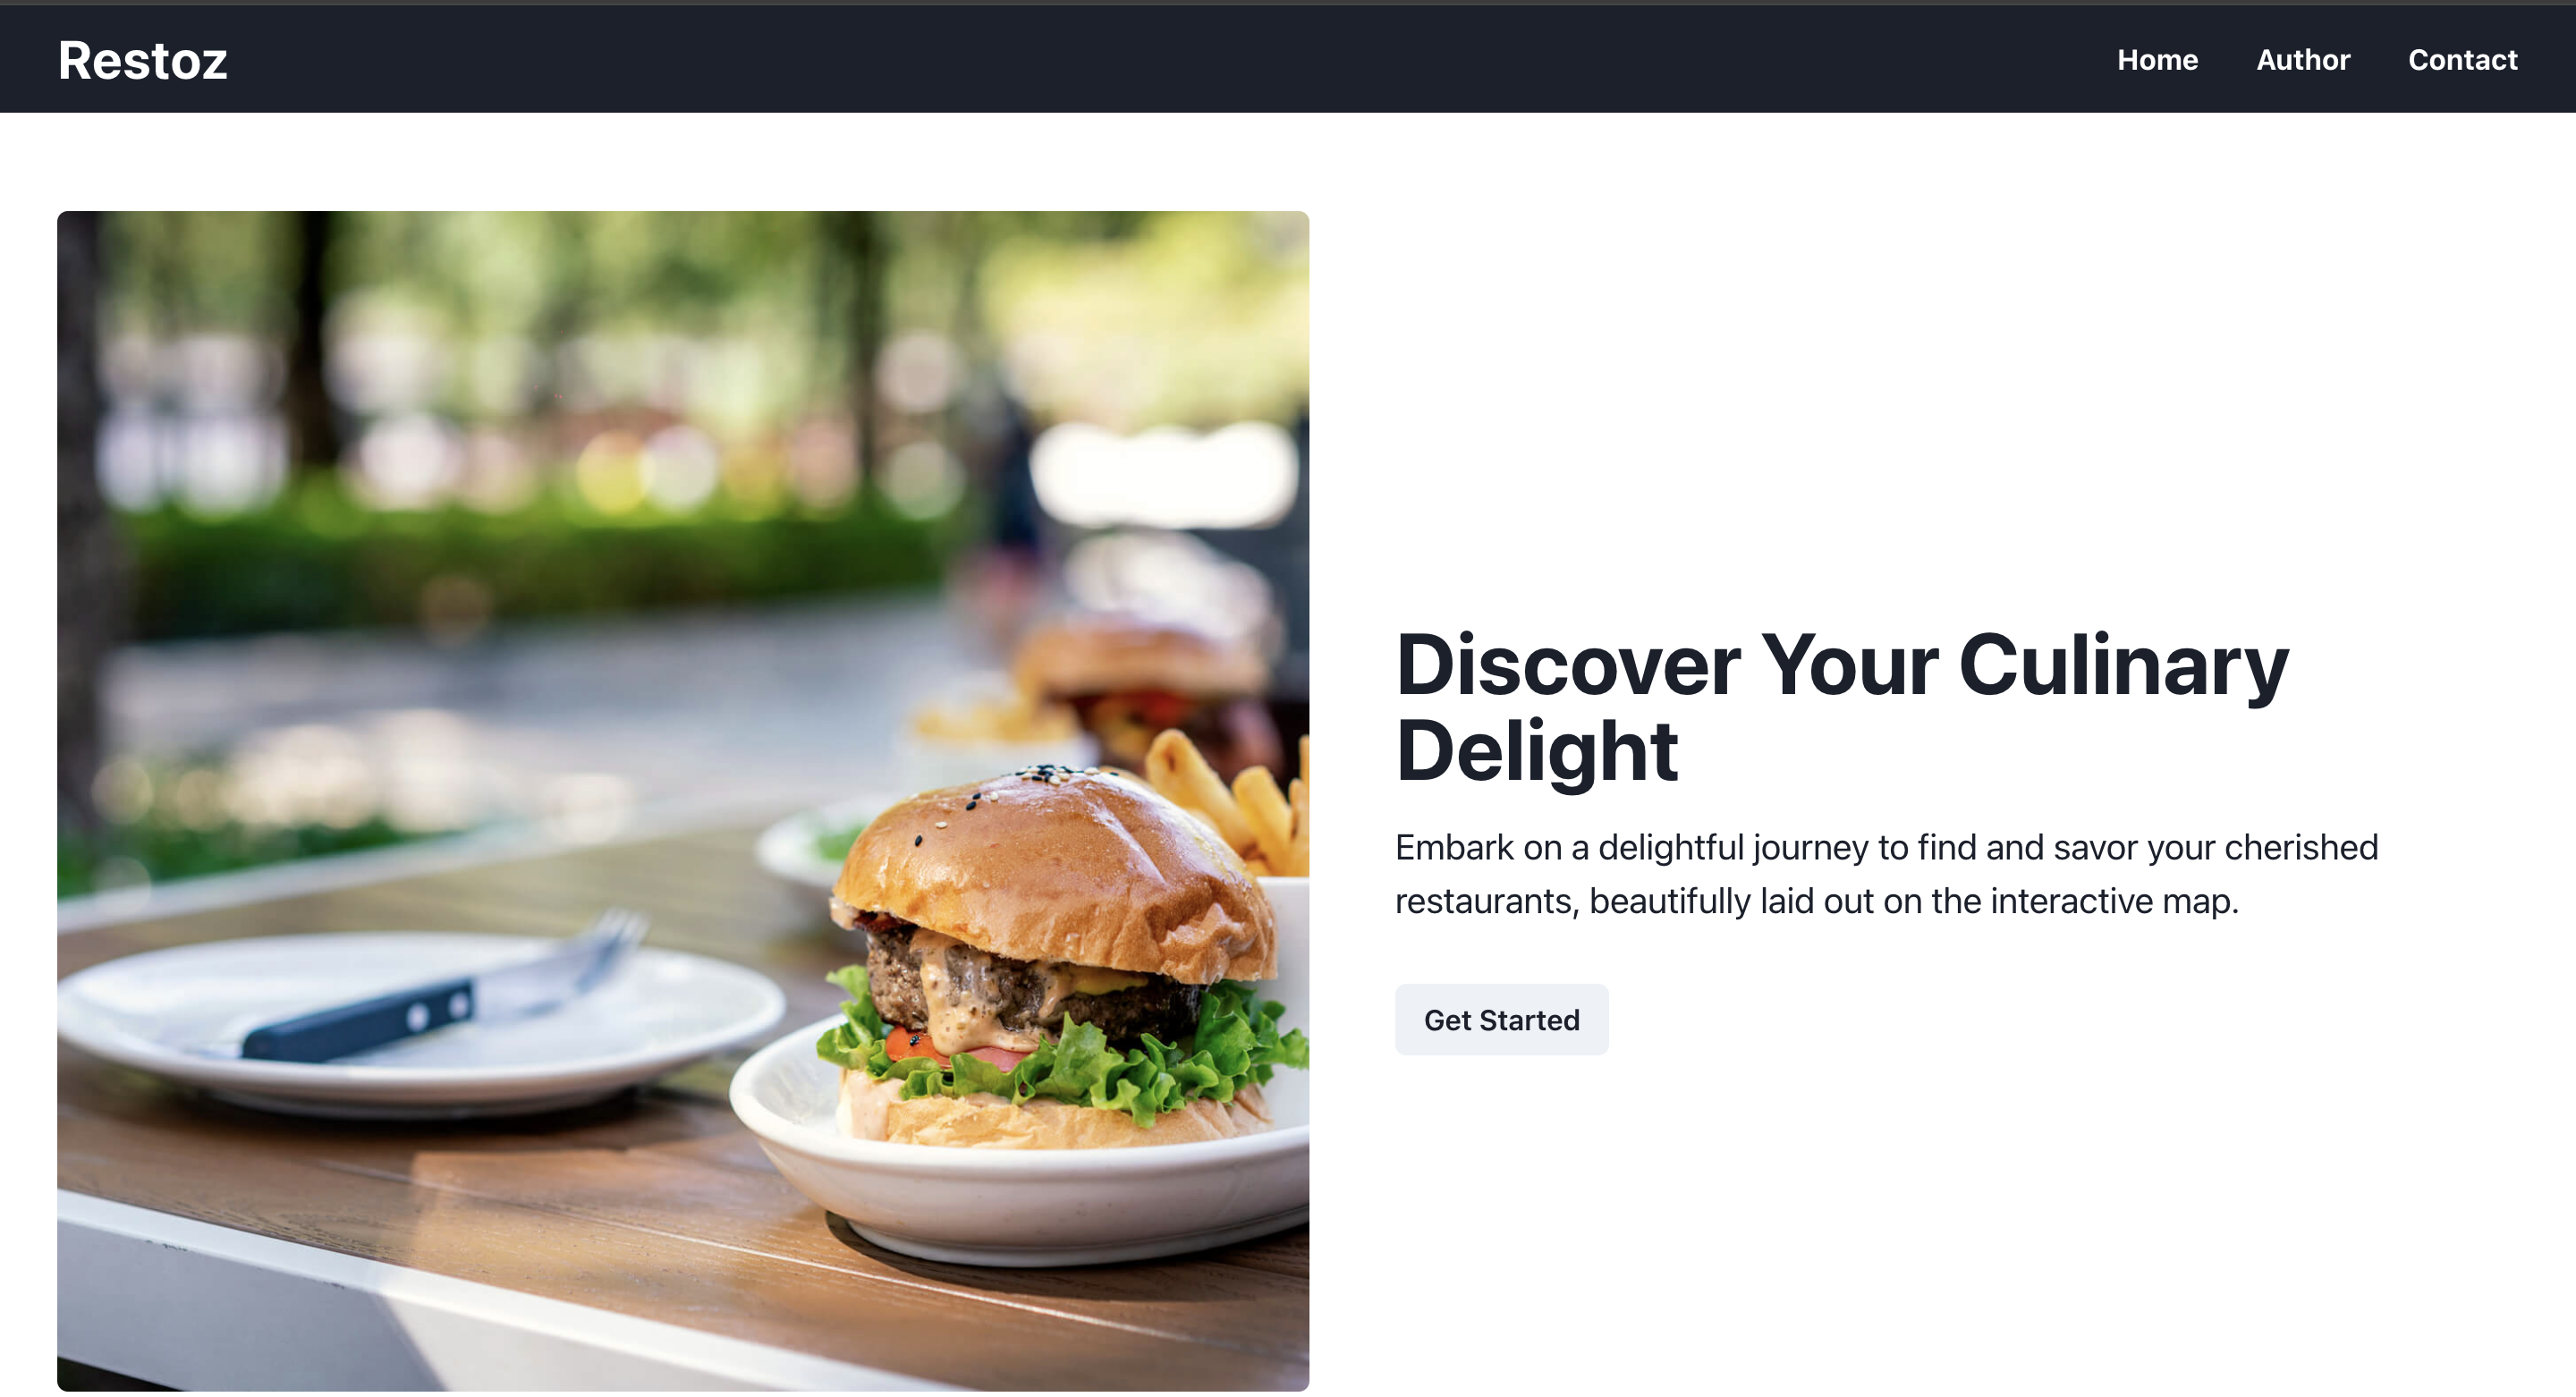 Restoz
Home Author Contact
Discover Your Culinary
Delight
Embark on a delightful journey to find and savor your cherished
restaurants, beautifully laid out on the interactive map.
Get Started